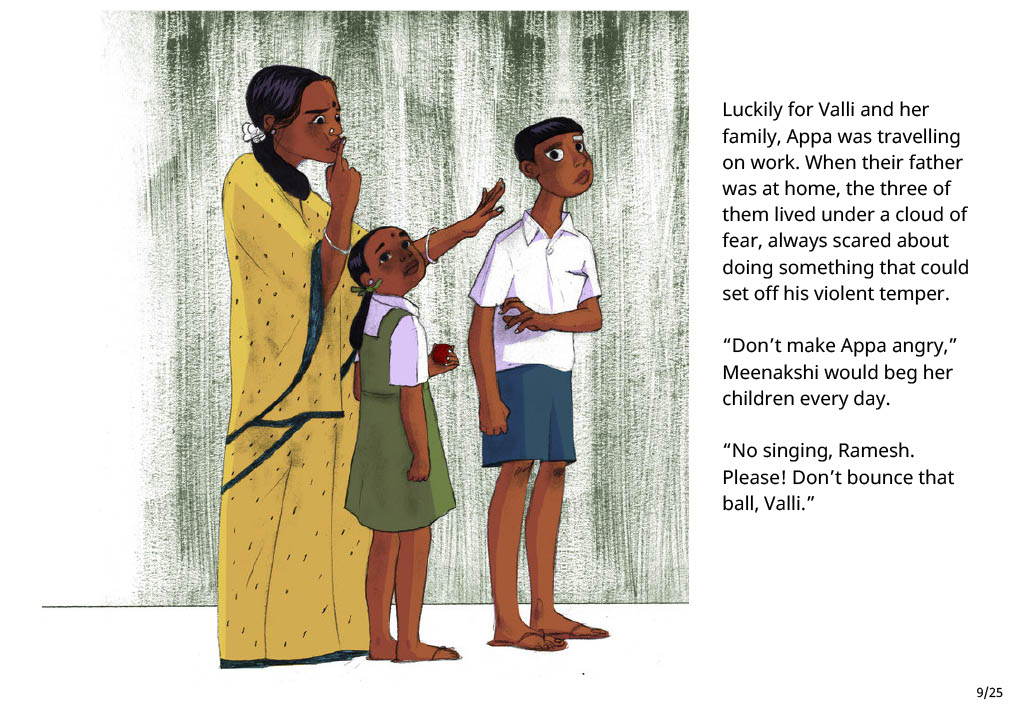 Luckily for Valli and her
family, Appa was travelling
on work. When their father
was at home, the three of
them lived under a cloud of
fear, always scared about
doing something that could
set off his violent temper.
“Don’t make Appa angry,”
Meenakshi would beg her
children every day.
“No singing, Ramesh.
Please! Don’t bounce that
ball, Valli.”
9/25